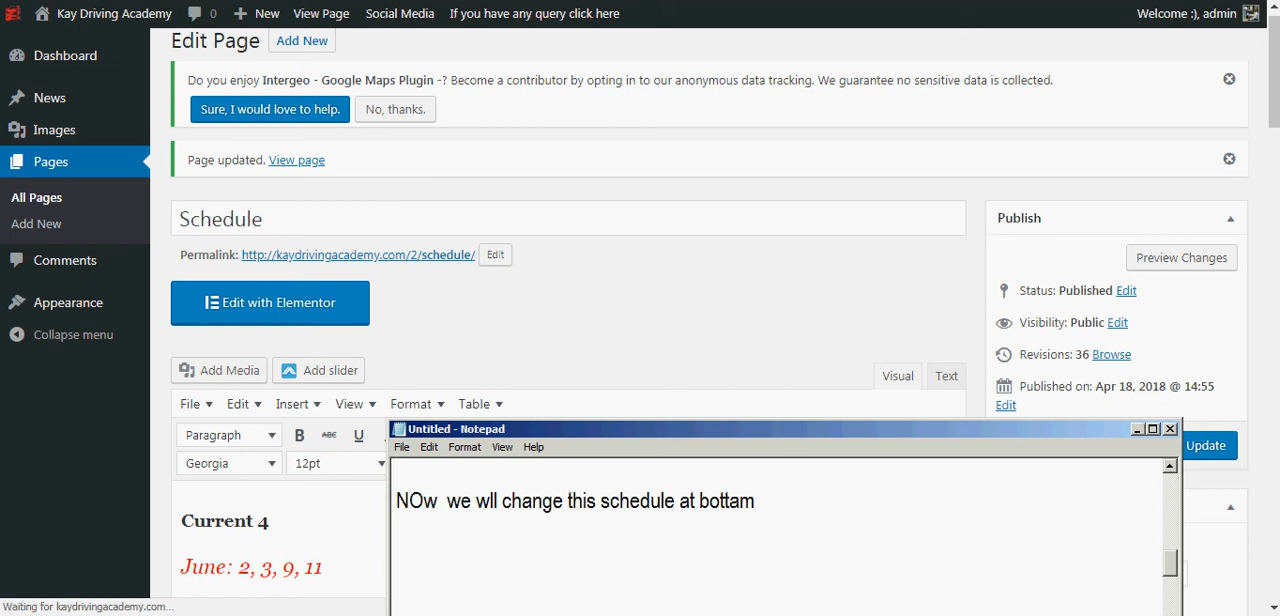 Kay Driving Academy 0 New View Page Social Media If you have any query click here Welcome :), admin
Dashboard
News
Images
Pages
All Pages
Add New
Comments
Appearance
Collapse menu
Edit Page Add New
Do you enjoy Intergeo - Google Maps Plugin -? Become a contributor by opting in to our anonymous data tracking. We guarantee no sensitive data is collected.
Sure, I would love to help. No, thanks.
Page updated. View page
Schedule
Permalink: http://kaydrivingacademy.com/2/schedule/ Edit
Edit with Elementor
Add Media Add slider
Visual Text
File Edit Insert View Format Table
Paragraph B ABC U
Georgia 12pt
Current 4
June: 2, 3, 9, 11
Publish
Preview Changes
Status: Published Edit
Visibility: Public Edit
Revisions: 36 Browse
Published on: Apr 18, 2018 @ 14:55
Edit
Update
Untitled - Notepad
File Edit Format View Help
NOw we wll change this schedule at bottam
Waiting for kaydrivingacademy.com...